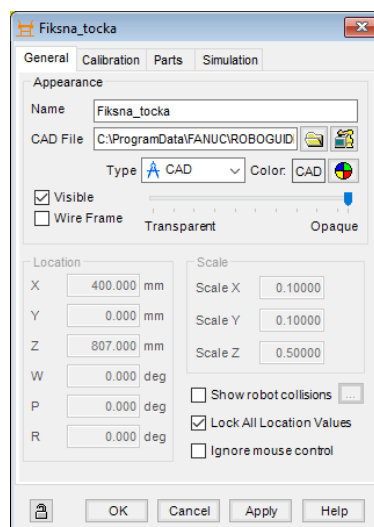 Fiksna_tocka
General Calibration Parts Simulation
Appearance
Name Fiksna_tocka
CAD File C:\ProgramData\FANUC\ROBOGUID
Type CAD Color: CAD
Visible
Wire Frame
Transparent Opaque
Location
X 400.000 mm
Y 0.000 mm
Z 807.000 mm
W 0.000 deg
P 0.000 deg
R 0.000 deg
Scale
Scale X 0.10000
Scale Y 0.10000
Scale Z 0.50000
Show robot collisions ...
Lock All Location Values
Ignore mouse control
OK Cancel Apply Help